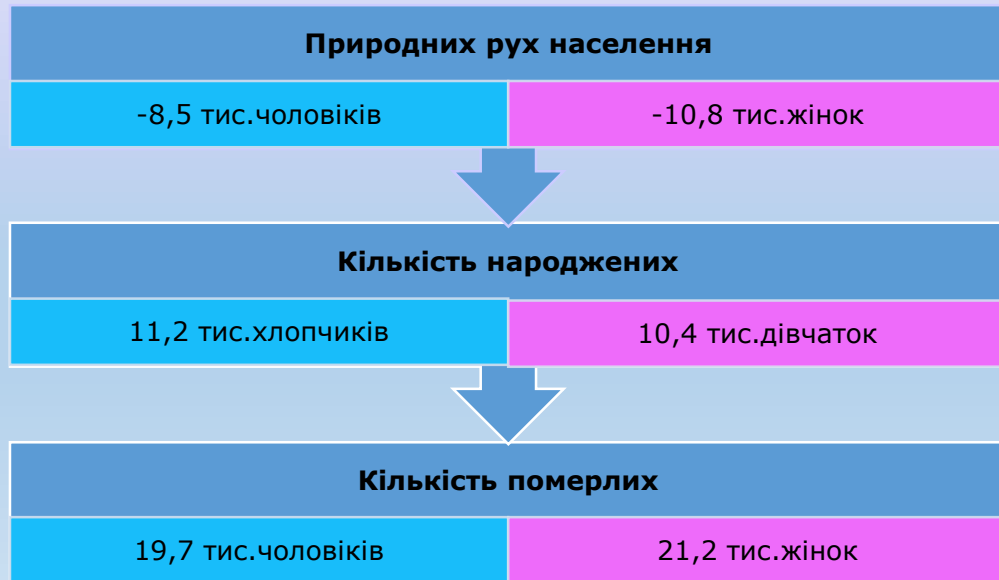 Природних рух населення
-8,5 тис.чоловіків
-10,8 тис.жінок
Кількість народжених
11,2 тис.хлопчиків
10,4 тис.дівчаток
Кількість померлих
19,7 тис.чоловіків
21,2 тис.жінок